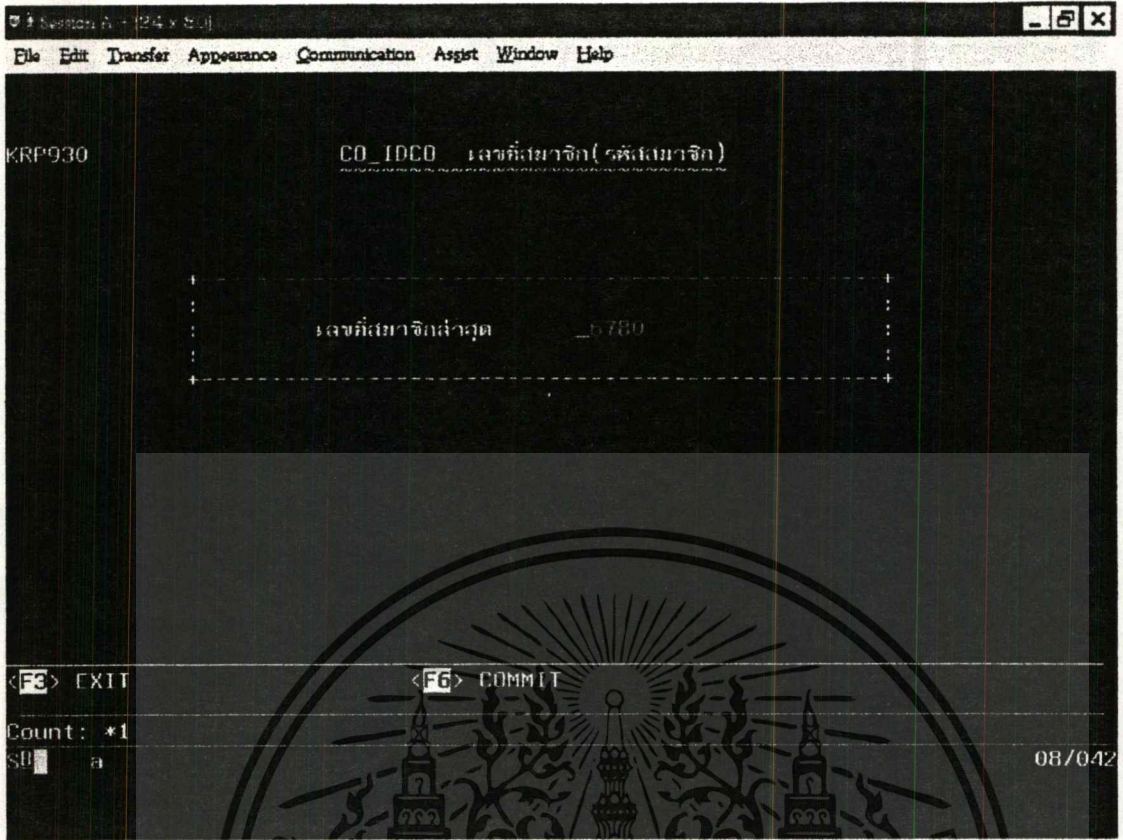 Session A - [24 x 80]
File Edit Transfer Appearance Communication Assist Window Help
KRP930 CO_IDCO เลขที่สมาชิก(รหัสสมาชิก)
เลขที่สมาชิกล่าสุด _6780
<F3> EXIT <F6> COMMIT
Count: *1
a 08/042